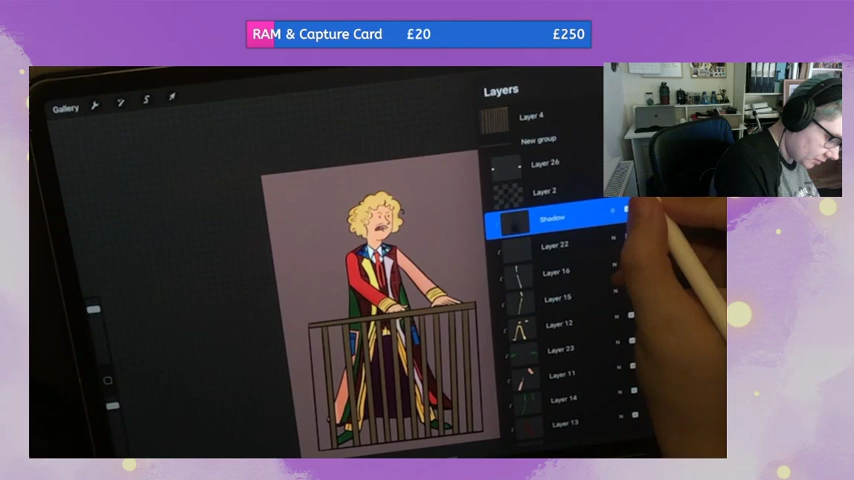 RAM & Capture Card £20 £250
Gallery
Layers
Layer 4
New group
Layer 26
Layer 2
Shadow
Layer 22
N
Layer 16
N
Layer 15
N
Layer 12
N
Layer 23
N
Layer 11
N
Layer 14
N
Layer 13
N